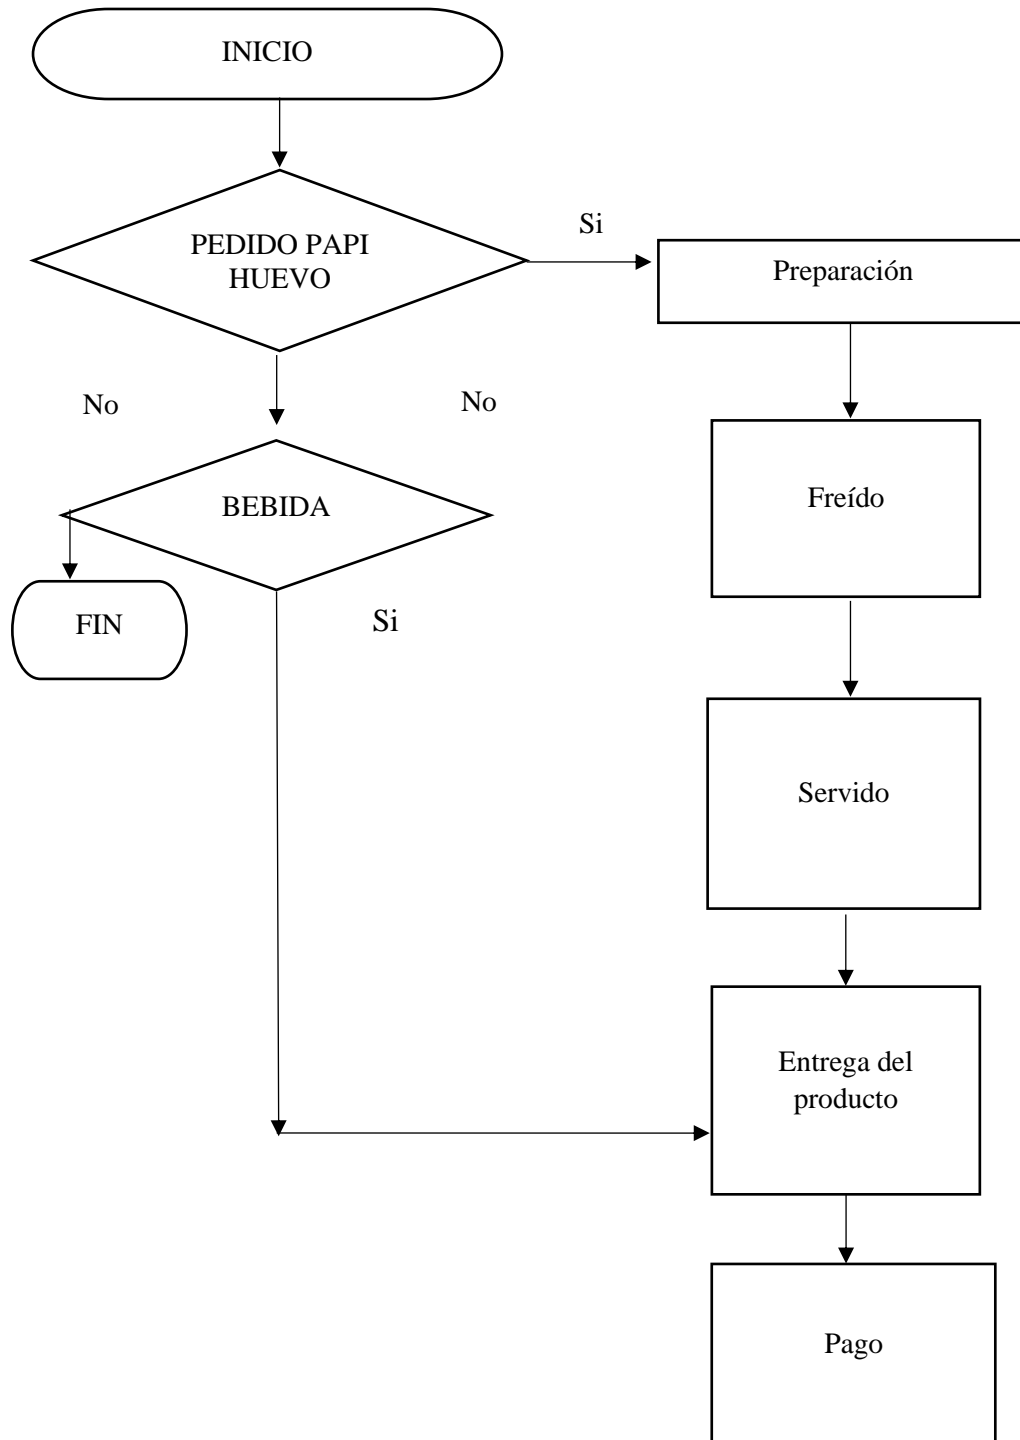 INICIO
PEDIDO PAPI
HUEVO
Si
Preparación
No
No
BEBIDA
Freído
FIN
Si
Servido
Entrega del
producto
Pago